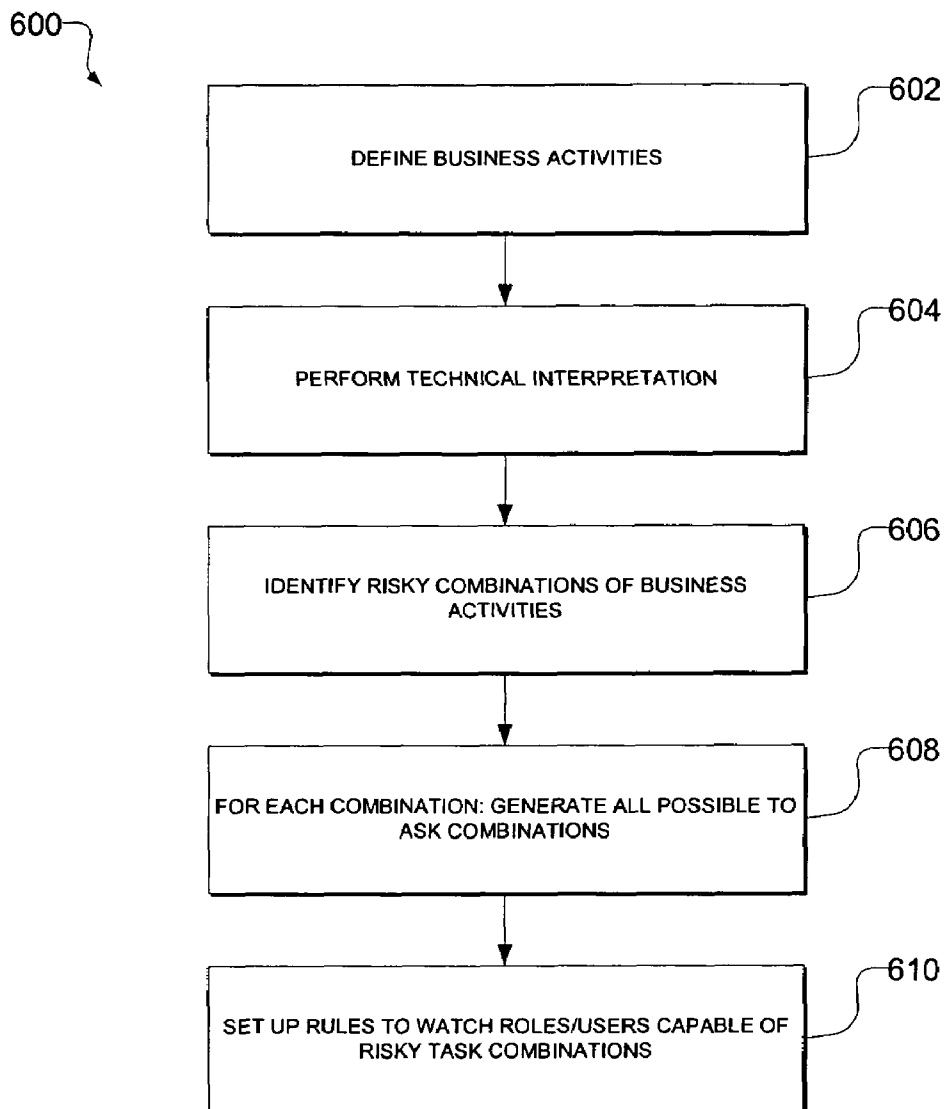 600
602
DEFINE BUSINESS ACTIVITIES
604
PERFORM TECHNICAL INTERPRETATION
606
IDENTIFY RISKY COMBINATIONS OF BUSINESS
ACTIVITIES
608
FOR EACH COMBINATION: GENERATE ALL POSSIBLE TO
ASK COMBINATIONS
610
SET UP RULES TO WATCH ROLES/USERS CAPABLE OF
RISKY TASK COMBINATIONS